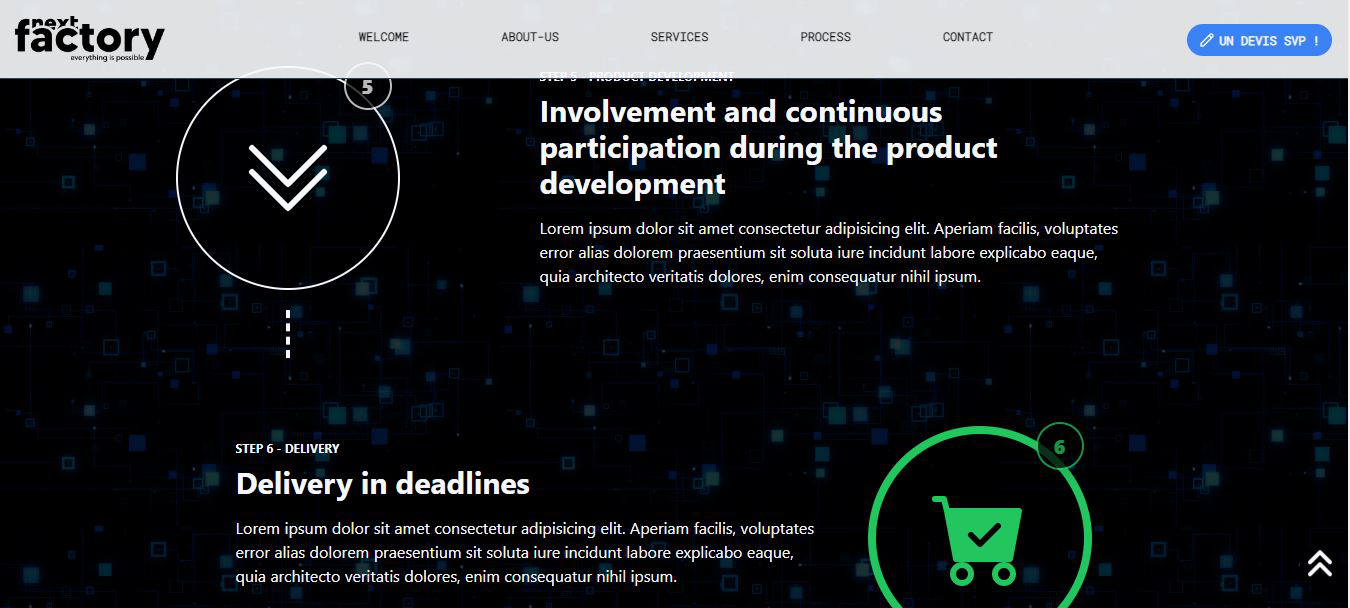 next
factory
everything is possible
WELCOME
ABOUT-US
SERVICES
PROCESS
CONTACT
UN DEVIS SVP !
5
STEP 5 - PRODUCT DEVELOPMENT
Involvement and continuous
participation during the product
development
Lorem ipsum dolor sit amet consectetur adipisicing elit. Aperiam facilis, voluptates
error alias dolorem praesentium sit soluta iure incidunt labore explicabo eaque,
quia architecto veritatis dolores, enim consequatur nihil ipsum.
STEP 6 - DELIVERY
Delivery in deadlines
Lorem ipsum dolor sit amet consectetur adipisicing elit. Aperiam facilis, voluptates
error alias dolorem praesentium sit soluta iure incidunt labore explicabo eaque,
quia architecto veritatis dolores, enim consequatur nihil ipsum.
6